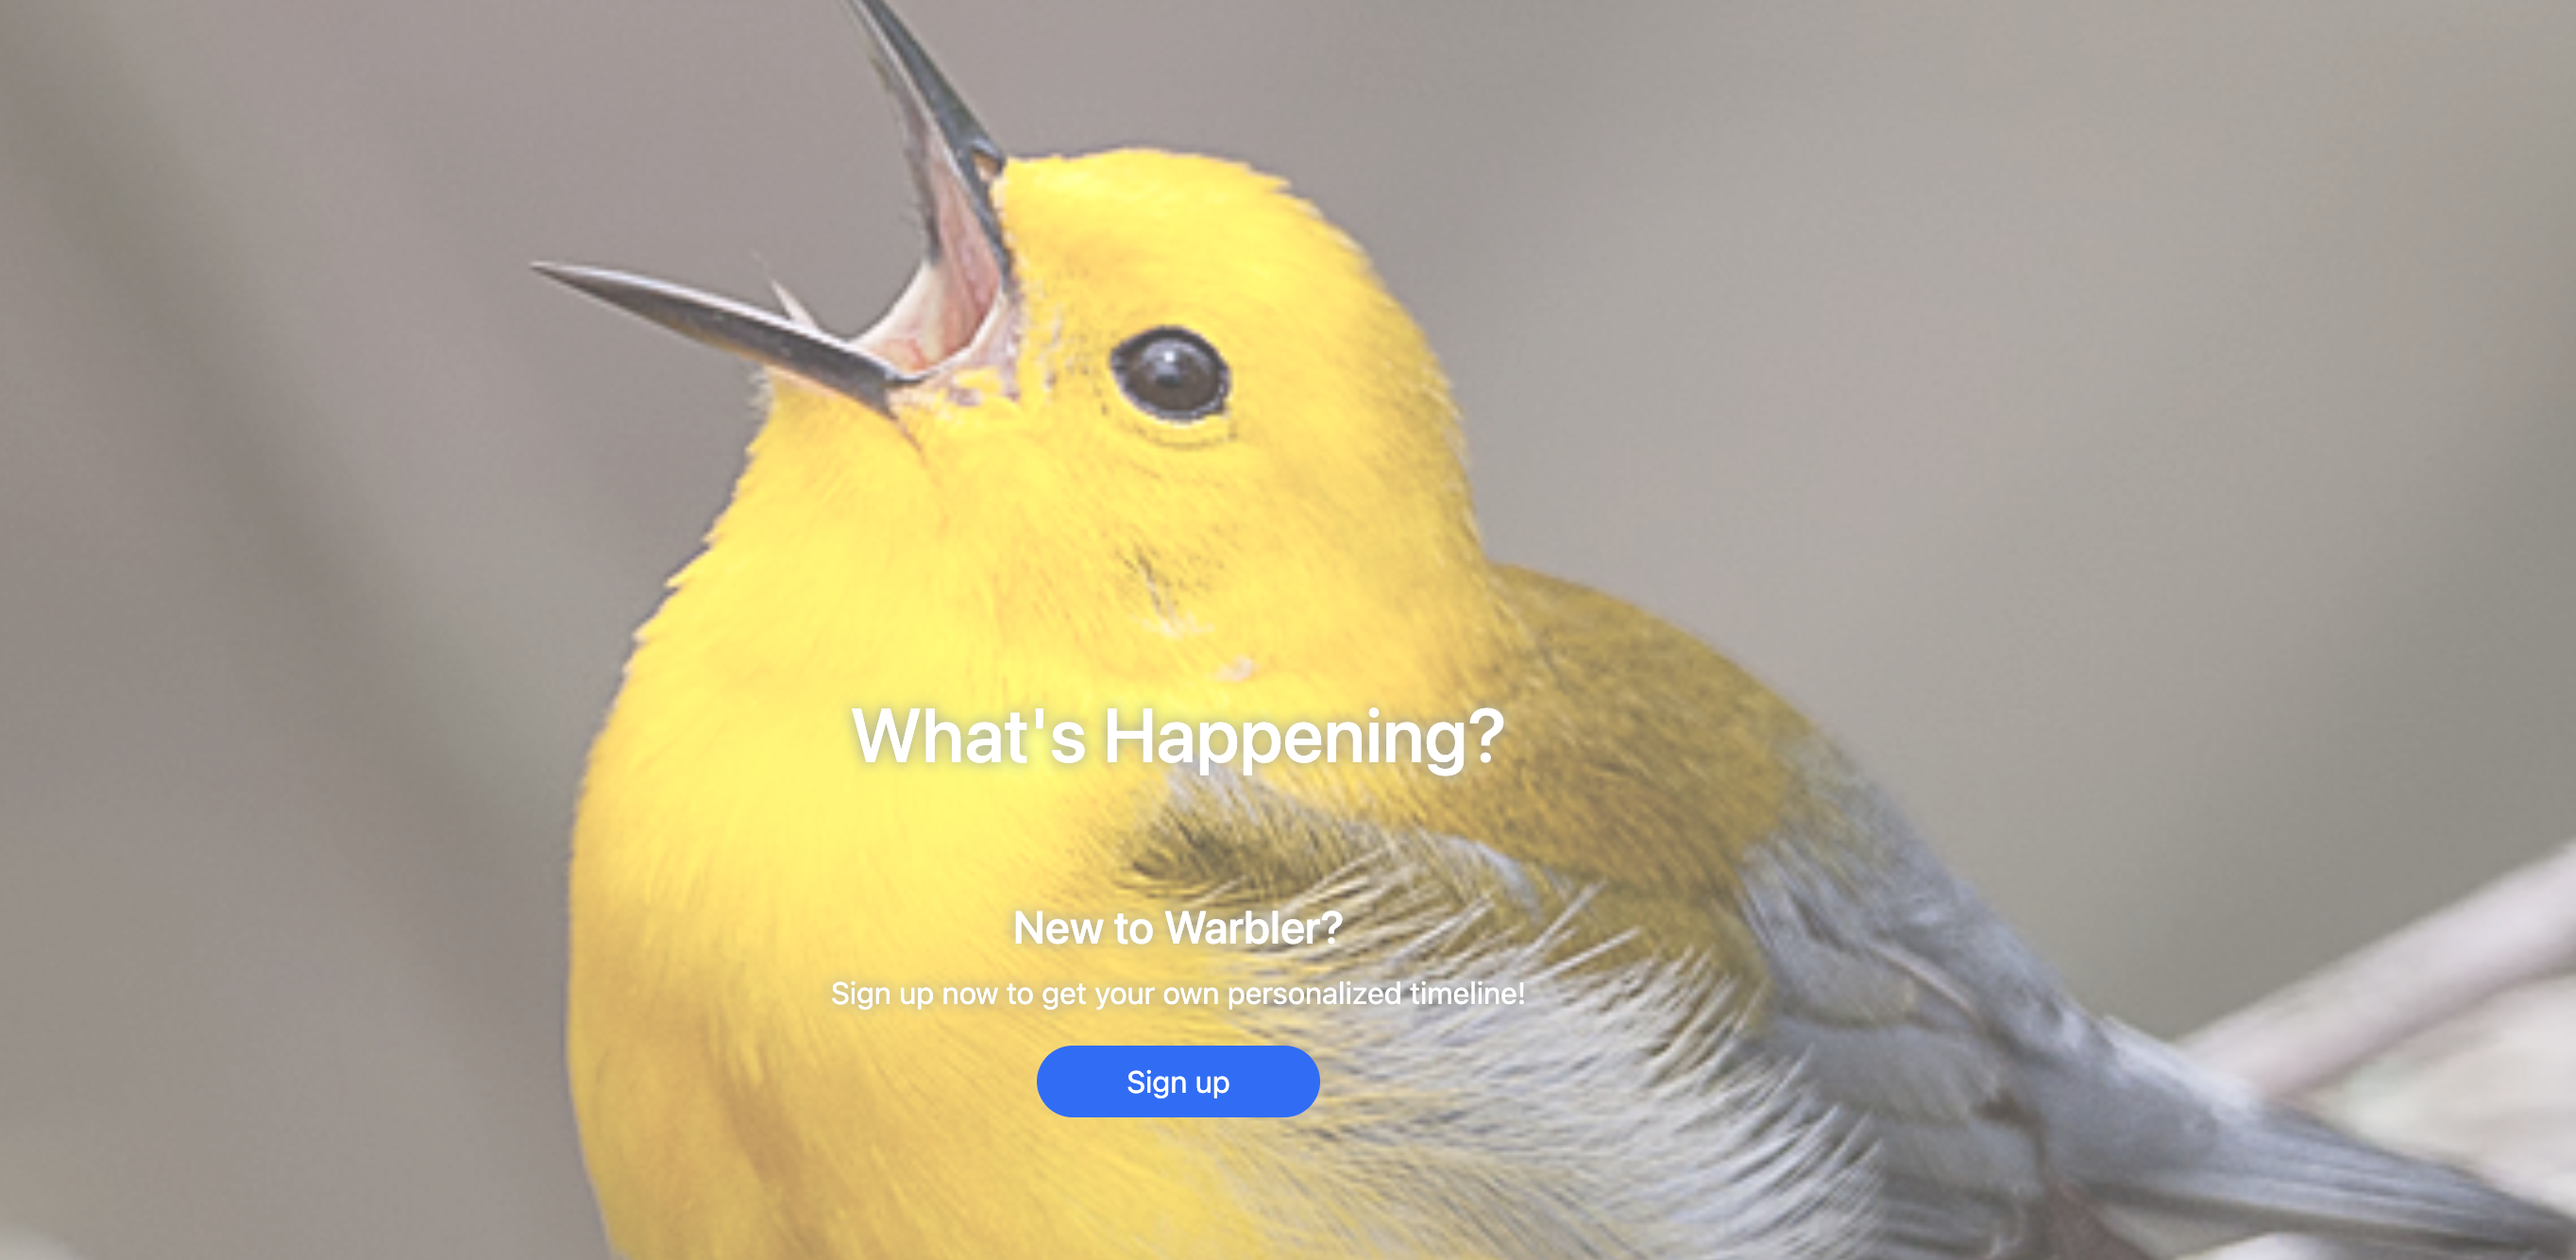 What's Happening?
New to Warbler?
Sign up now to get your own personalized timeline!
Sign up